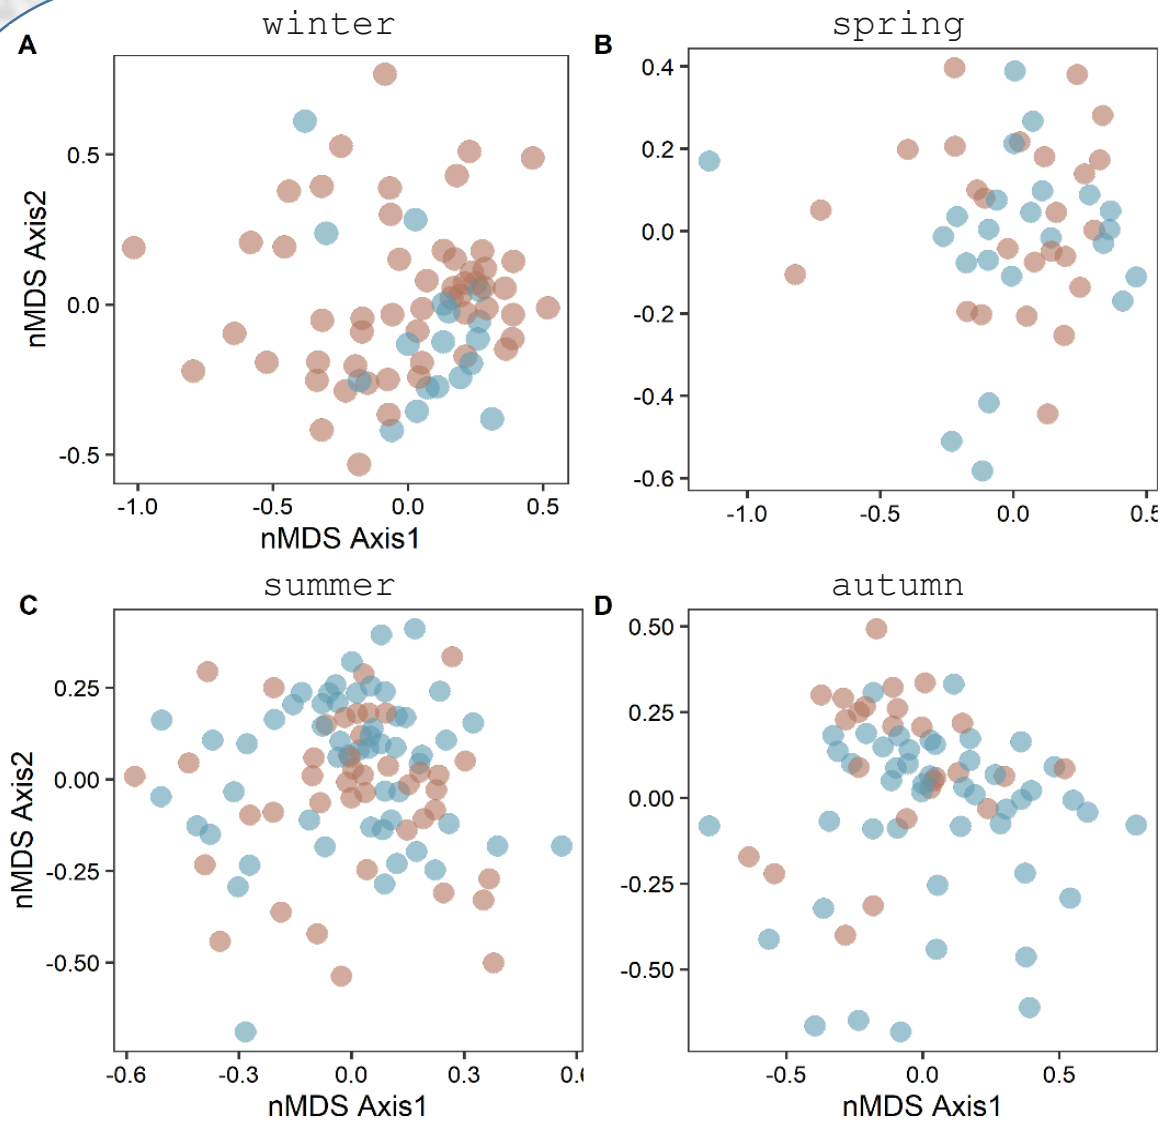 winter
A
nMDS Axis2
0.5
0.0
-0.5
-1.0 -0.5 0.0 0.5
nMDS Axis1
spring
B
0.4
0.2
0.0
-0.2
-0.4
-0.6
-1.0 -0.5 0.0
summer
C
nMDS Axis2
0.25
0.00
-0.25
-0.50
-0.6 -0.3 0.0 0.3
nMDS Axis1
autumn
D
0.50
0.25
0.00
-0.25
-0.50
-0.5 0.0 0.5
nMDS Axis1